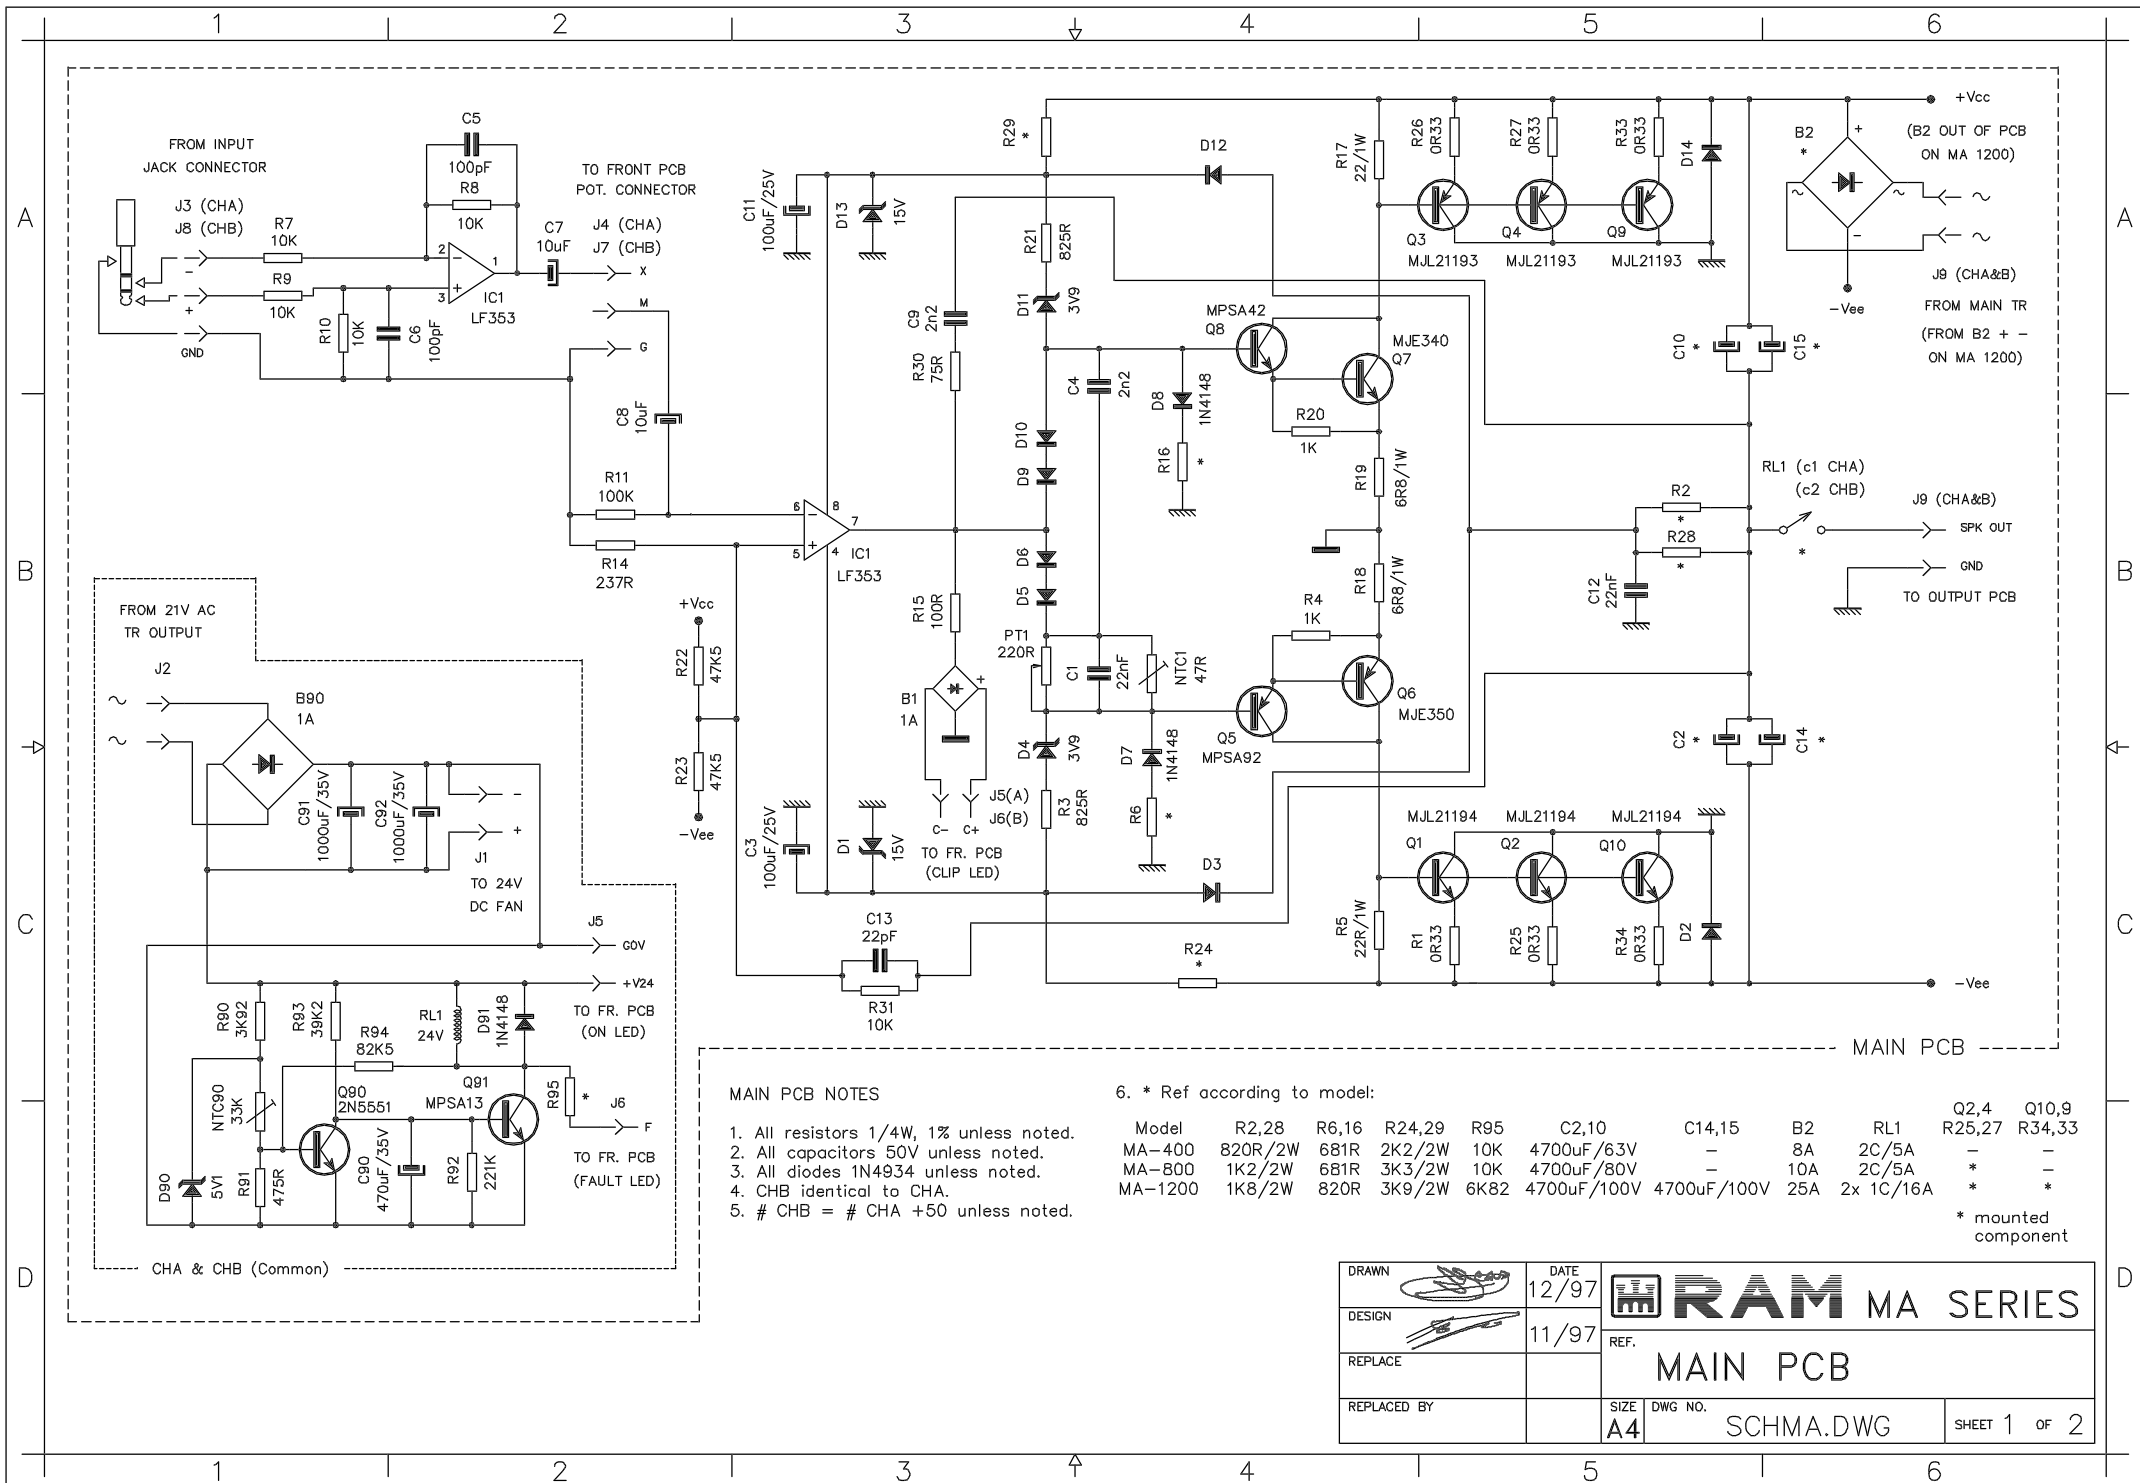 1 2 3 4 5 6
A
B
C
D
FROM INPUT
JACK CONNECTOR
J3 (CHA)
J8 (CHB)
R7
10K
R9
10K
GND
R10
10K
C6
100pF
C5
100pF
R8
10K
2
3
1
IC1
LF353
C7
10uF
TO FRONT PCB
POT. CONNECTOR
J4 (CHA)
J7 (CHB)
X
M
G
C8
10uF
R11
100K
R14
237R
6
5
8
4
7
IC1
LF353
+Vcc
R22
47K5
R23
47K5
-Vee
C11
100uF/25V
D13
15V
C9
2n2
R30
75R
R15
100R
B1
1A
C- C+
J5(A)
J6(B)
TO FR. PCB
(CLIP LED)
C3
100uF/25V
D1
15V
C13
22pF
R31
10K
R29
*
R21
825R
D11
3V9
D10
D9
D6
D5
PT1
220R
D4
3V9
R3
825R
C4
2n2
C1
22nF
NTC1
47R
D8
1N4148
R16
*
D7
1N4148
R6
*
D12
D3
R24
*
MPSA42
Q8
MJE340
Q7
R20
1K
R19
6R8/1W
R18
6R8/1W
R4
1K
Q6
MJE350
Q5
MPSA92
R17
22/1W
R5
22R/1W
R26
0R33
R27
0R33
R33
0R33
D14
Q3
MJL21193
Q4
MJL21193
Q9
MJL21193
MJL21194
Q1
MJL21194
Q2
MJL21194
Q10
R1
0R33
R25
0R33
R34
0R33
D2
B2
*
+Vcc
(B2 OUT OF PCB
ON MA 1200)
J9 (CHA&B)
FROM MAIN TR
(FROM B2 + -
ON MA 1200)
-Vee
C10
*
C15
*
R2
*
R28
*
C12
22nF
RL1 (c1 CHA)
(c2 CHB)
*
J9 (CHA&B)
SPK OUT
GND
TO OUTPUT PCB
C2
*
C14
*
-Vee
FROM 21V AC
TR OUTPUT
J2
B90
1A
C91
1000uF/35V
C92
1000uF/35V
-
+
J1
TO 24V
DC FAN
J5
G0V
+V24
TO FR. PCB
(ON LED)
R90
3K92
R93
39K2
R94
82K5
RL1
24V
D91
1N4148
NTC90
33K
Q90
2N5551
Q91
MPSA13
R95
*
J6
F
TO FR. PCB
(FAULT LED)
D90
5V1
R91
475R
C90
470uF/35V
R92
221K
CHA & CHB (Common)
MAIN PCB
MAIN PCB NOTES
1. All resistors 1/4W, 1% unless noted.
2. All capacitors 50V unless noted.
3. All diodes 1N4934 unless noted.
4. CHB identical to CHA.
5. # CHB = # CHA +50 unless noted.
6. * Ref according to model:
Q2,4 Q10,9
Model R2,28 R6,16 R24,29 R95 C2,10 C14,15 B2 RL1 R25,27 R34,33
MA-400 820R/2W 681R 2K2/2W 10K 4700uF/63V - 8A 2C/5A - -
MA-800 1K2/2W 681R 3K3/2W 10K 4700uF/80V - 10A 2C/5A * -
MA-1200 1K8/2W 820R 3K9/2W 6K82 4700uF/100V 4700uF/100V 25A 2x 1C/16A * *
* mounted
component
DRAWN
DATE
12/97
DESIGN
11/97
REPLACE
REPLACED BY
RAM MA SERIES
REF.
MAIN PCB
SIZE
A4
DWG NO.
SCHMA.DWG
SHEET 1 OF 2
1 2 3 4 5 6
A
B
C
D